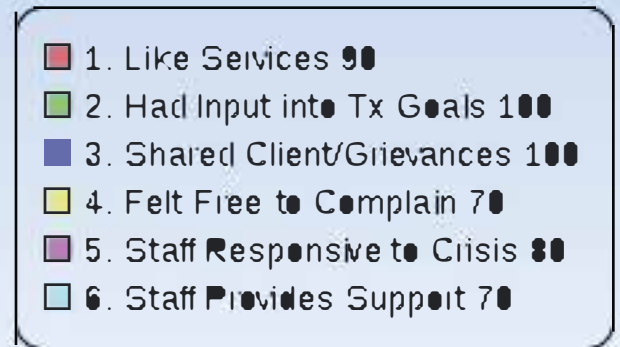 1. Like Services 90
2. Had Input into Tx Goals 100
3. Shared Client/Grievances 100
4. Felt Free to Complain 70
5. Staff Responsive to Crisis 80
6. Staff Provides Support 70